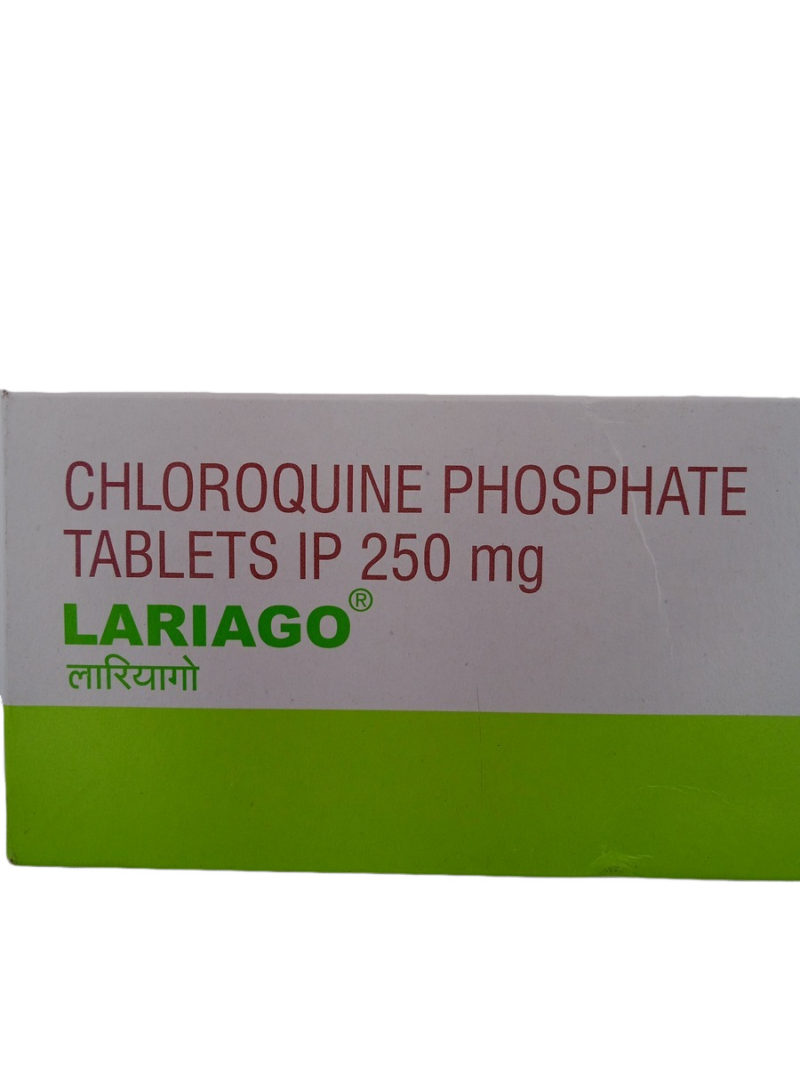 CHLOROQUINE PHOSPHATE
TABLETS IP 250 mg
LARIAGO®
लारियागो